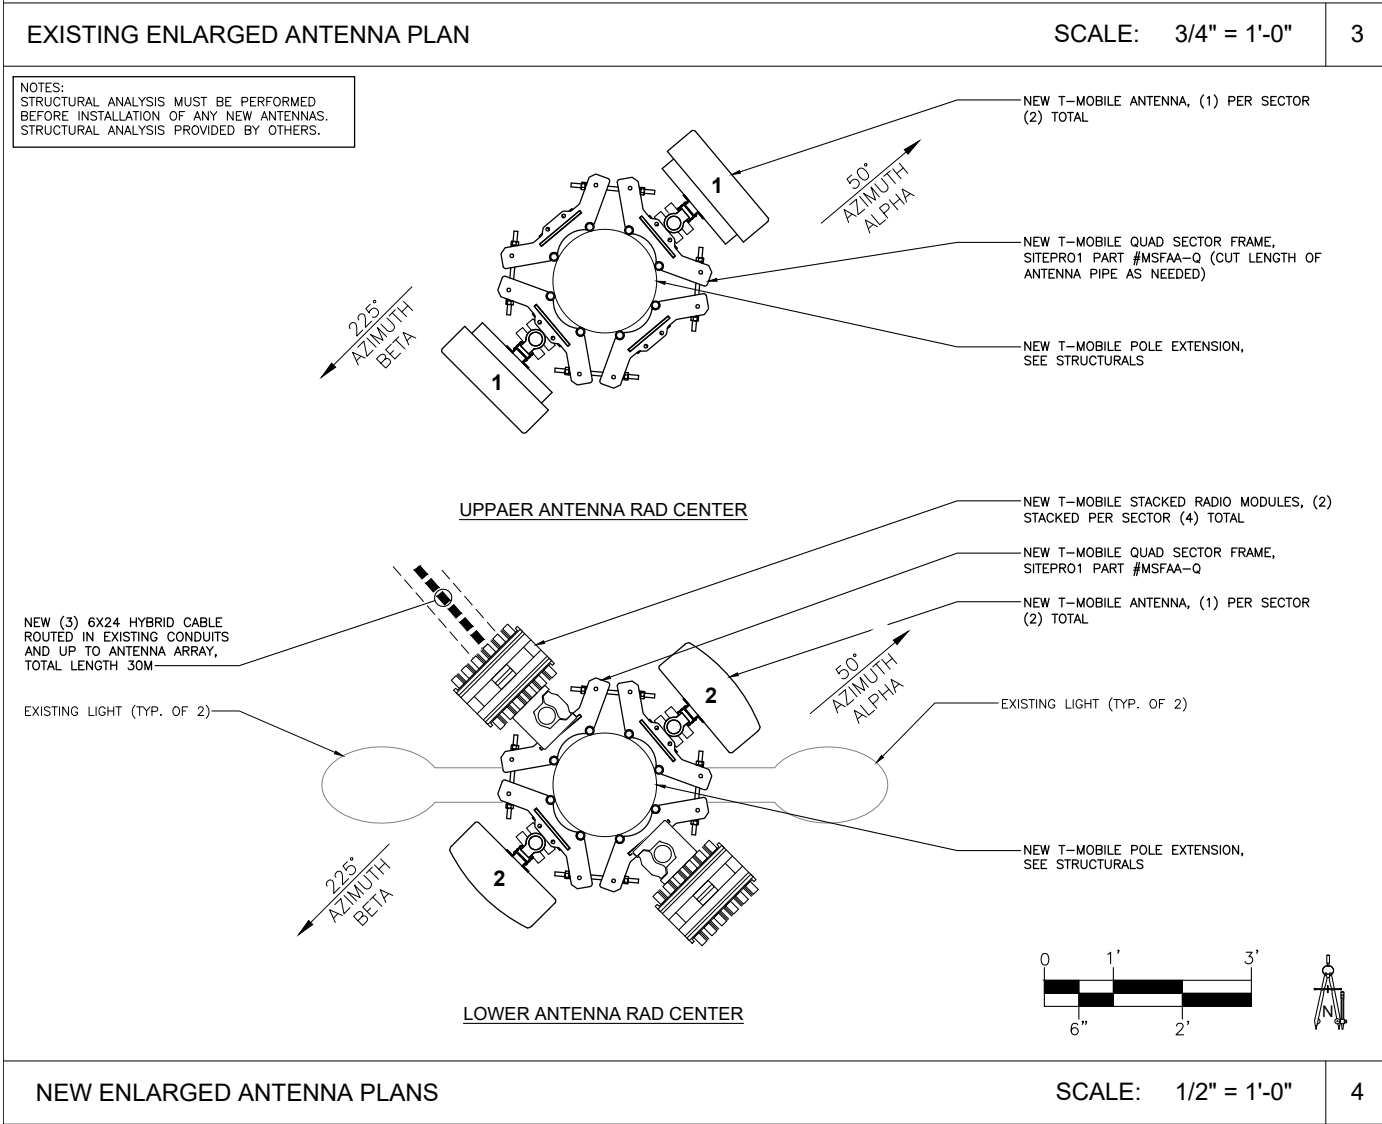 EXISTING ENLARGED ANTENNA PLAN
SCALE: 3/4" = 1'-0"
3
NOTES:
STRUCTURAL ANALYSIS MUST BE PERFORMED
BEFORE INSTALLATION OF ANY NEW ANTENNAS.
STRUCTURAL ANALYSIS PROVIDED BY OTHERS.
NEW T-MOBILE ANTENNA, (1) PER SECTOR
(2) TOTAL
1
50°
AZIMUTH
ALPHA
NEW T-MOBILE QUAD SECTOR FRAME,
SITEPRO1 PART #MSFAA-Q (CUT LENGTH OF
ANTENNA PIPE AS NEEDED)
225°
AZIMUTH
BETA
NEW T-MOBILE POLE EXTENSION,
SEE STRUCTURALS
1
UPPAER ANTENNA RAD CENTER
NEW T-MOBILE STACKED RADIO MODULES, (2)
STACKED PER SECTOR (4) TOTAL
NEW T-MOBILE QUAD SECTOR FRAME,
SITEPRO1 PART #MSFAA-Q
NEW T-MOBILE ANTENNA, (1) PER SECTOR
(2) TOTAL
NEW (3) 6X24 HYBRID CABLE
ROUTED IN EXISTING CONDUITS
AND UP TO ANTENNA ARRAY,
TOTAL LENGTH 30M
2
50°
AZIMUTH
ALPHA
EXISTING LIGHT (TYP. OF 2)
EXISTING LIGHT (TYP. OF 2)
NEW T-MOBILE POLE EXTENSION,
SEE STRUCTURALS
225°
AZIMUTH
BETA
2
0 1' 3'
6" 2'
N
LOWER ANTENNA RAD CENTER
NEW ENLARGED ANTENNA PLANS
SCALE: 1/2" = 1'-0"
4